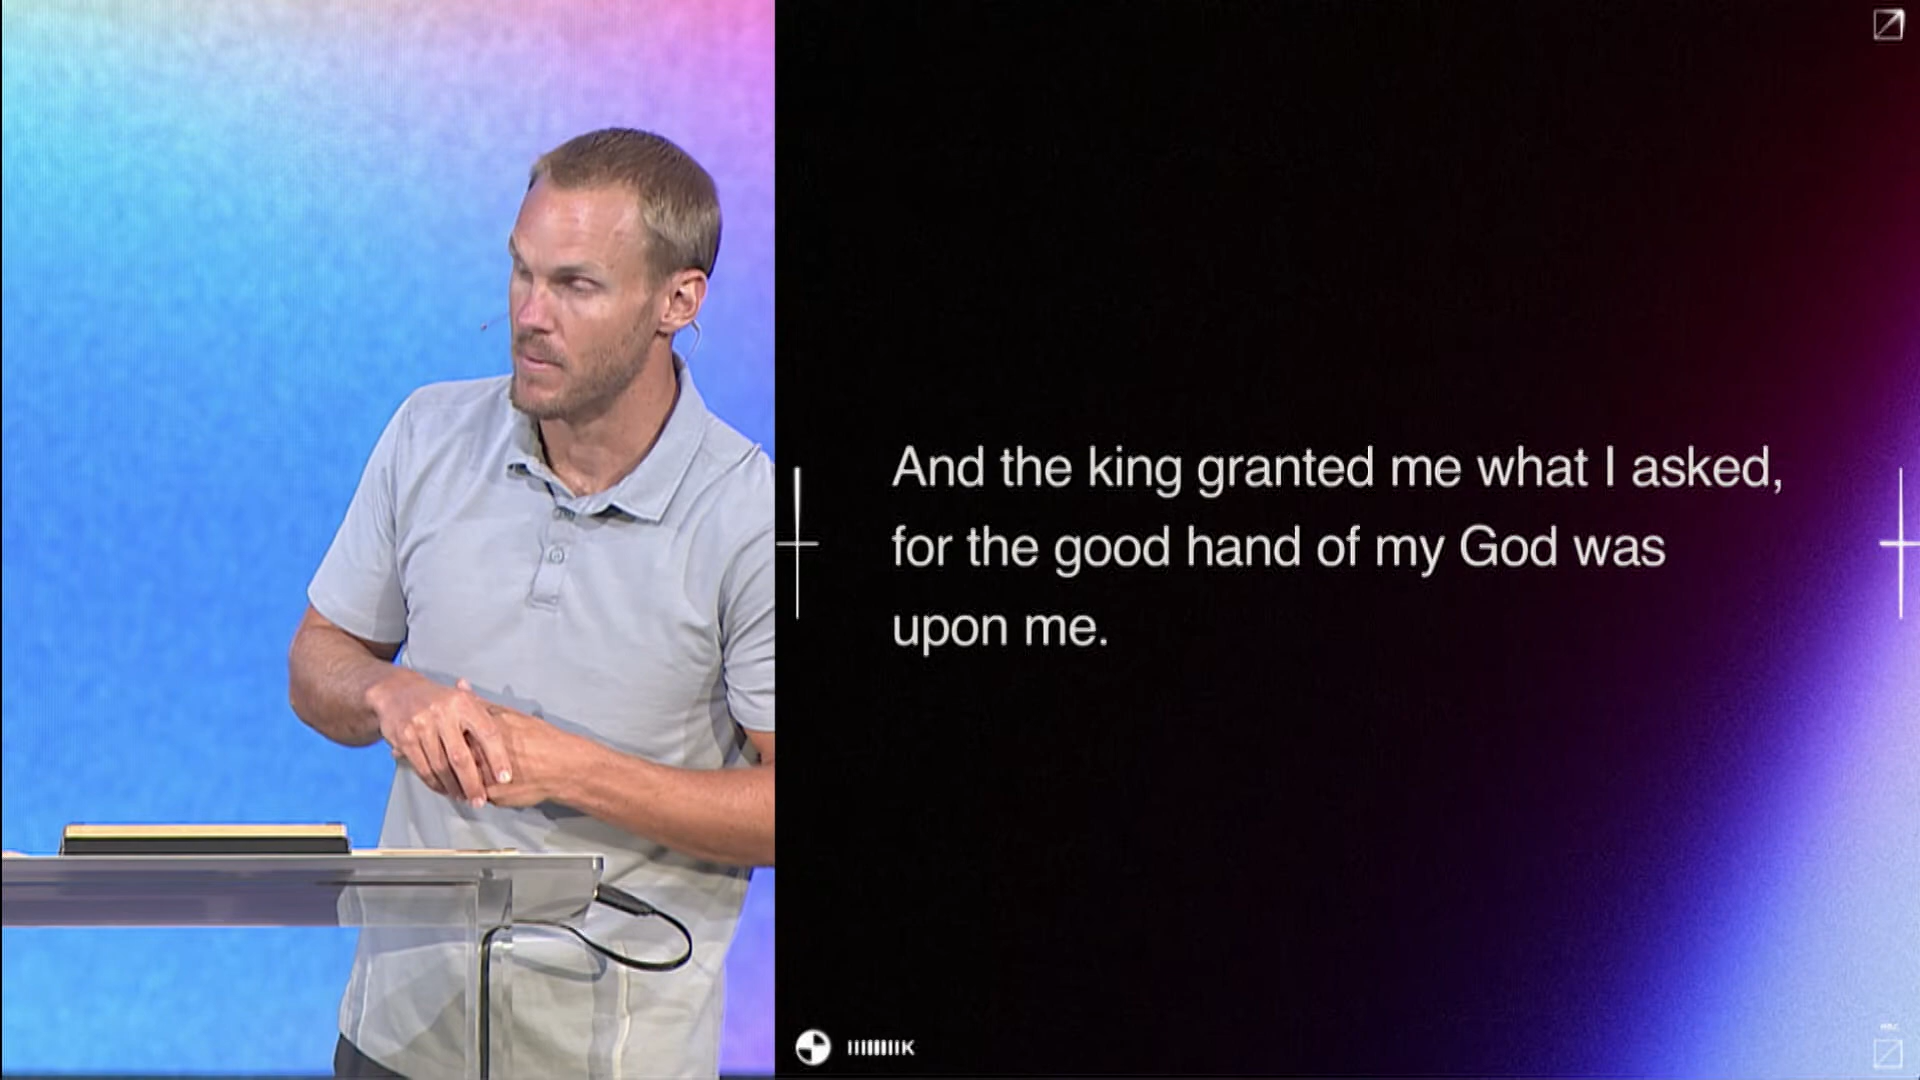 And the king granted me what I asked,
for the good hand of my God was
upon me.